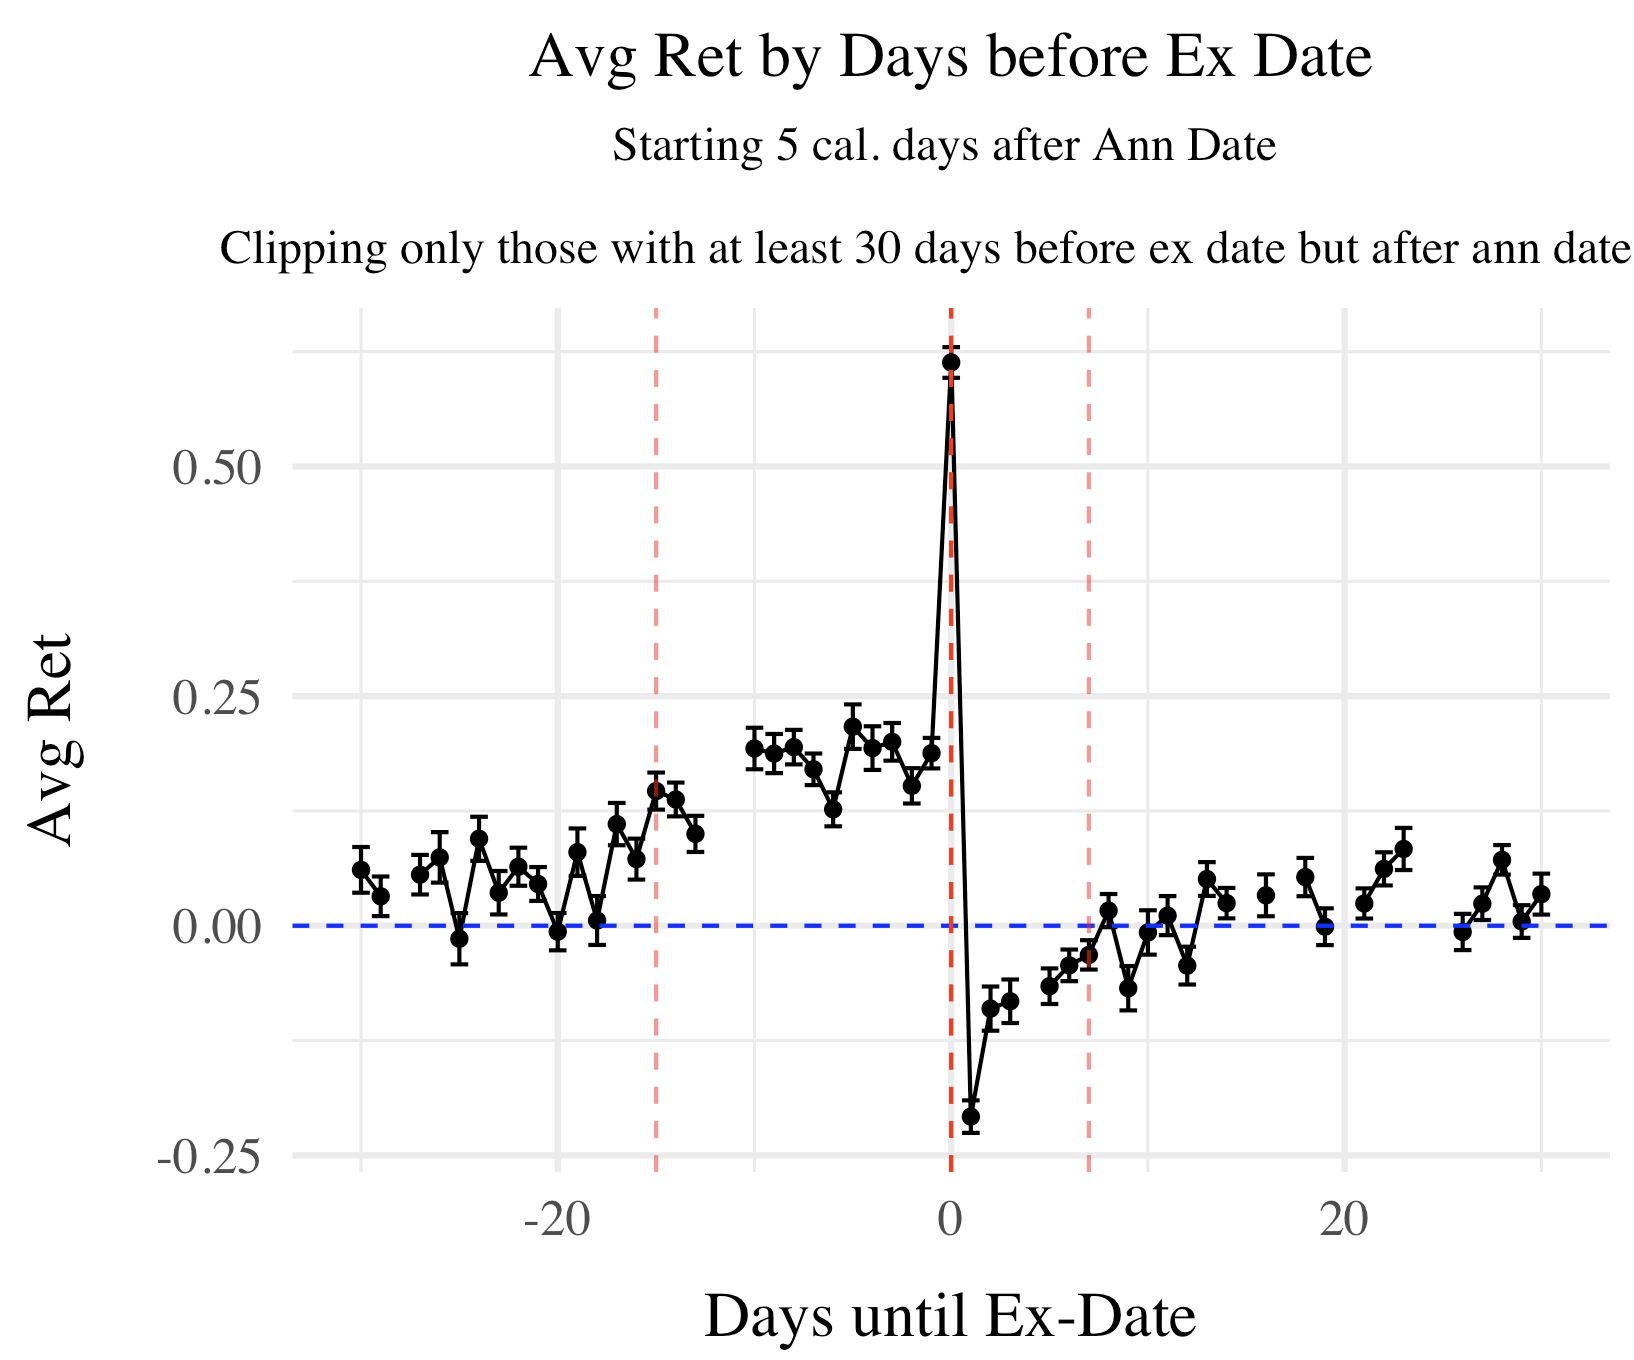 Avg Ret by Days before Ex Date
Starting 5 cal. days after Ann Date
Clipping only those with at least 30 days before ex date but after ann date
Avg Ret
0.50
0.25
0.00
-0.25
-20
0
20
Days until Ex-Date